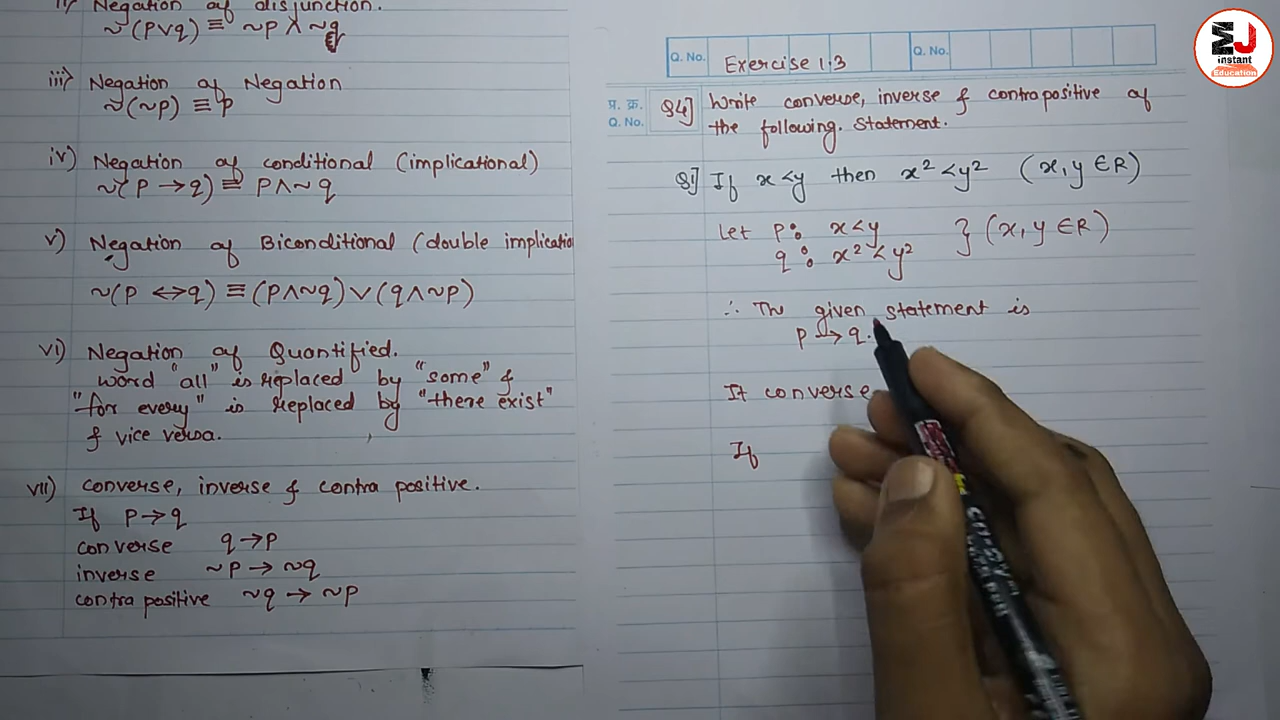 ii) Negation of disjunction.
~(p∨q) ≡ ~p ∧ ~q
iii) Negation of Negation
~(~p) ≡ p
iv) Negation of conditional (implicational)
~(p → q) ≡ p∧~q
v) Negation of Biconditional (double implicatio
~(p ↔ q) ≡ (p∧~q) ∨ (q∧~p)
vi) Negation of Quantified.
word "all" is replaced by "some" &
"for every" is replaced by "there exist"
& vice versa.
vii) converse, inverse & contra positive.
If p → q
converse q → p
inverse ~p → ~q
contra positive ~q → ~p
Q. No. Q. No.
Exercise 1.3
प्र. क्र.
Q. No.
Q4] Write converse, inverse & contrapositive of
the following. statement.
Q1] If x<y then x² <y² (x, y ∈R)
Let p: x<y
q: x² < y² } (x, y ∈R)
∴ The given statement is
p → q.
It converse
If
MJ
instant
Education